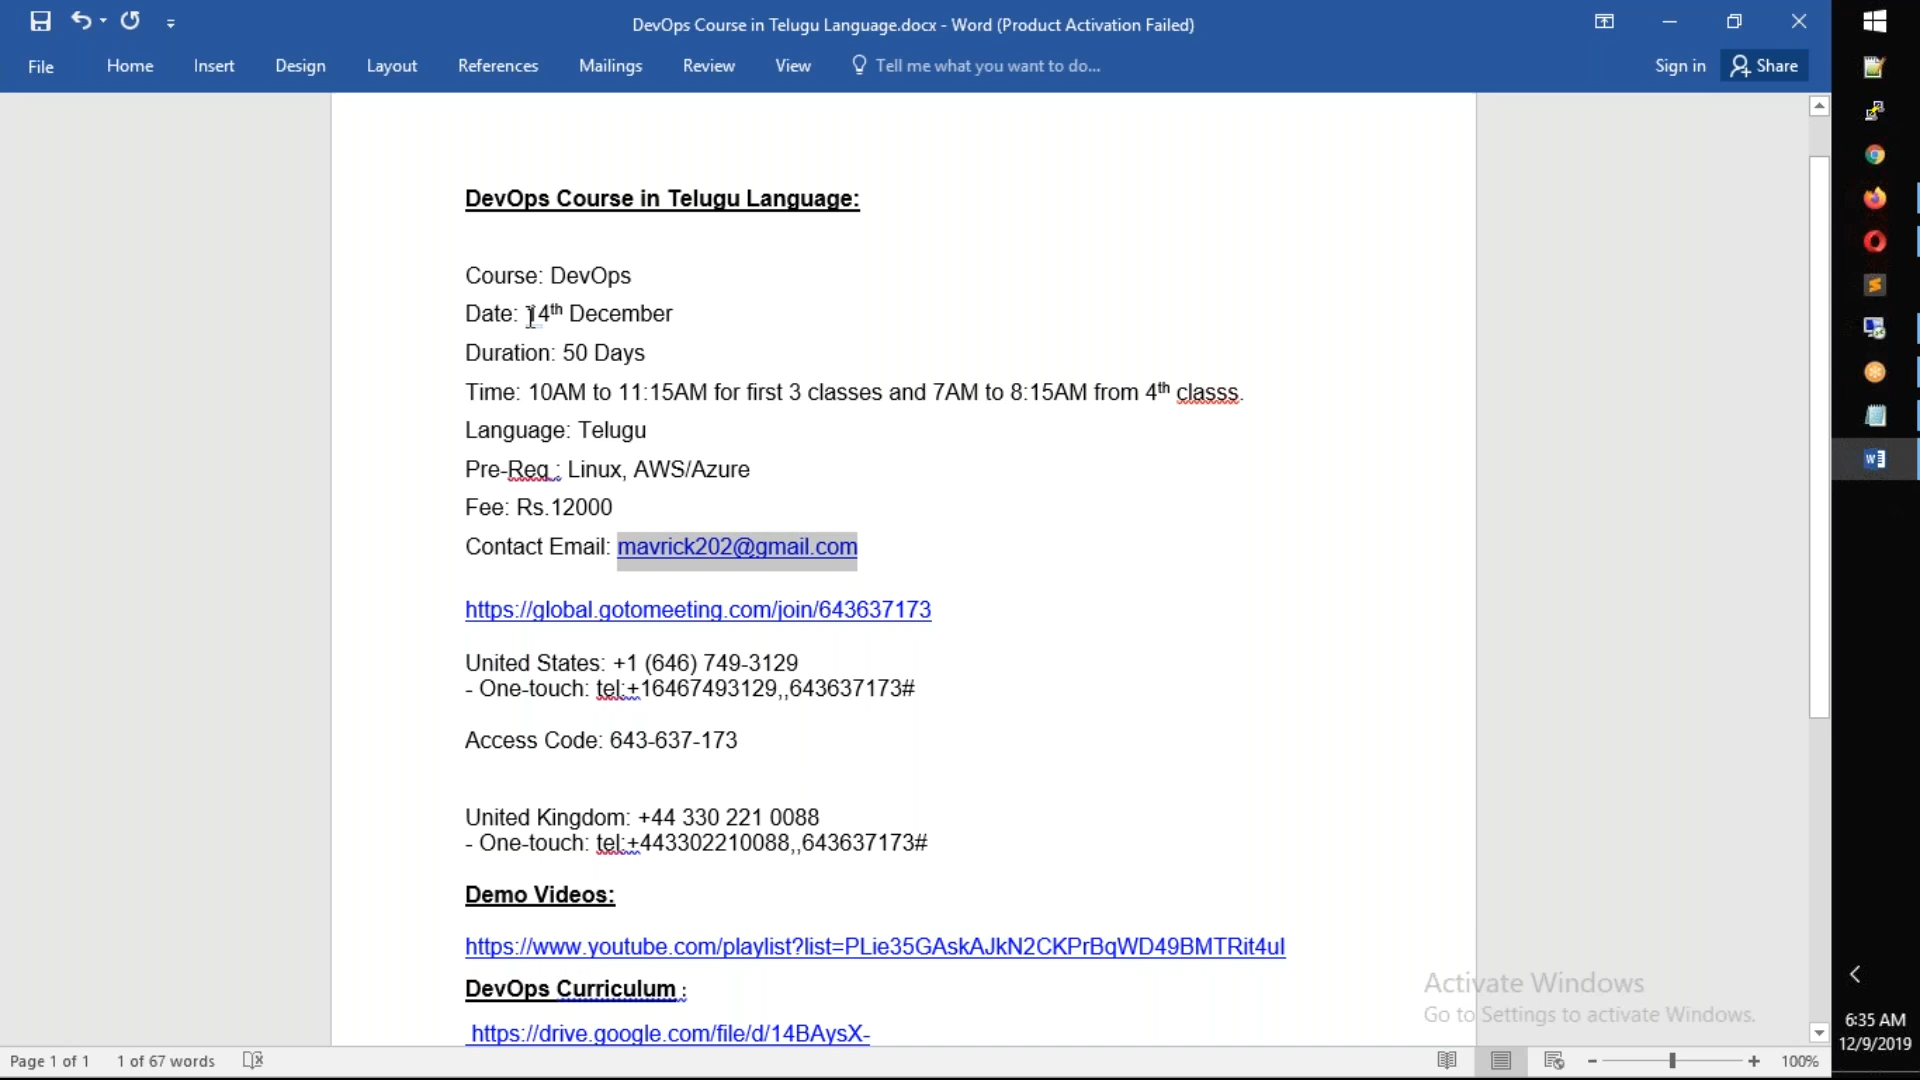 DevOps Course in Telugu Language.docx - Word (Product Activation Failed)
File Home Insert Design Layout References Mailings Review View Tell me what you want to do... Sign in Share
DevOps Course in Telugu Language:
Course: DevOps
Date: 14th December
Duration: 50 Days
Time: 10AM to 11:15AM for first 3 classes and 7AM to 8:15AM from 4th classs.
Language: Telugu
Pre-Req : Linux, AWS/Azure
Fee: Rs.12000
Contact Email: mavrick202@gmail.com
https://global.gotomeeting.com/join/643637173
United States: +1 (646) 749-3129
- One-touch: tel:+16467493129,,643637173#
Access Code: 643-637-173
United Kingdom: +44 330 221 0088
- One-touch: tel:+443302210088,,643637173#
Demo Videos:
https://www.youtube.com/playlist?list=PLie35GAskAJkN2CKPrBqWD49BMTRit4uI
DevOps Curriculum :
https://drive.google.com/file/d/14BAysX-
Activate Windows
Go to Settings to activate Windows.
6:35 AM
12/9/2019
Page 1 of 1 1 of 67 words 100%